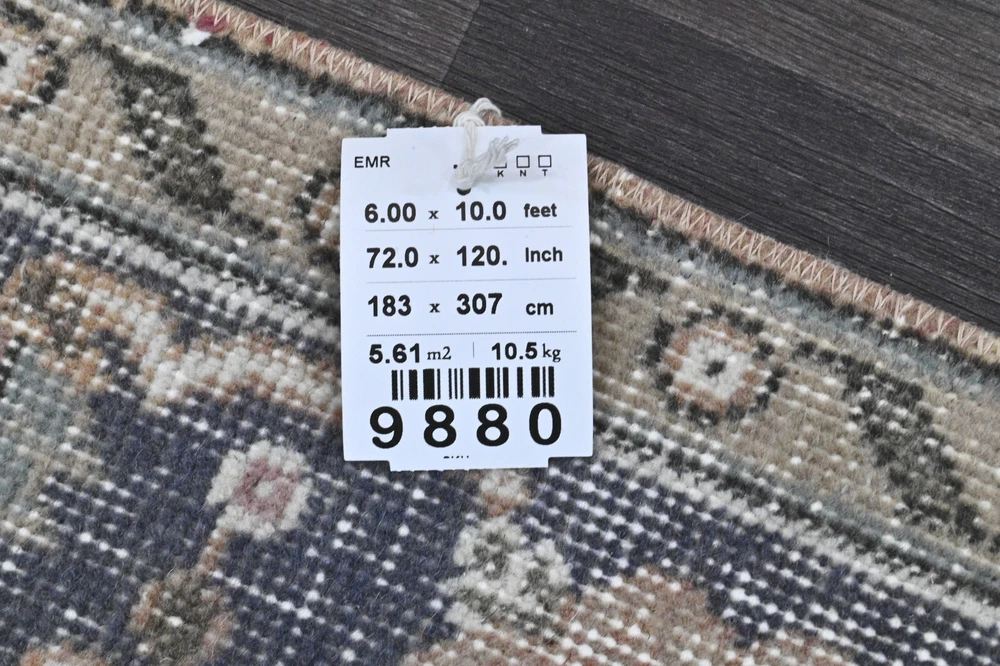 EMR
K N T
6.00 x 10.0 feet
72.0 x 120. Inch
183 x 307 cm
5.61 m2 | 10.5 kg
9880